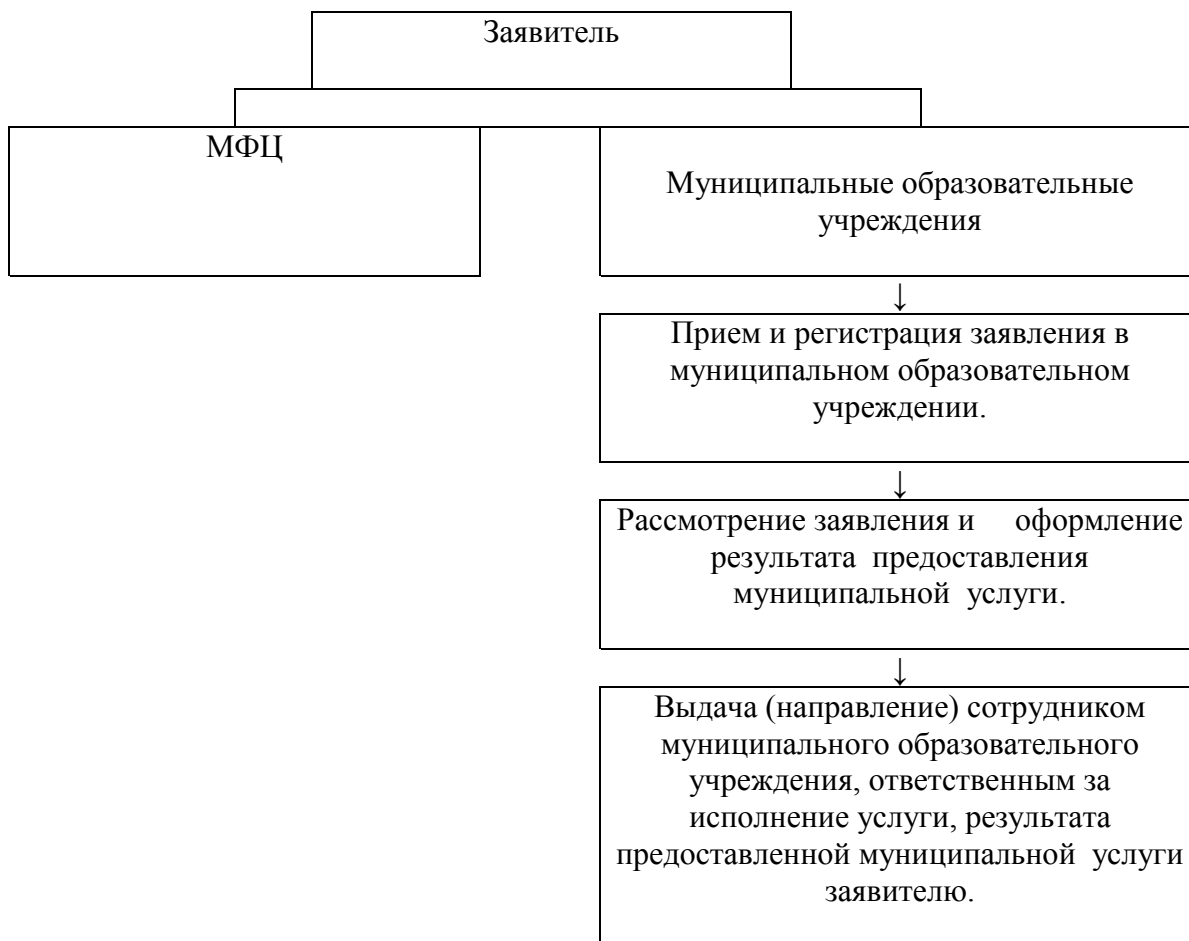 Заявитель
МФЦ
Муниципальные образовательные
учреждения
↓
Прием и регистрация заявления в
муниципальном образовательном
учреждении.
↓
Рассмотрение заявления и оформление
результата предоставления
муниципальной услуги.
↓
Выдача (направление) сотрудником
муниципального образовательного
учреждения, ответственным за
исполнение услуги, результата
предоставленной муниципальной услуги
заявителю.